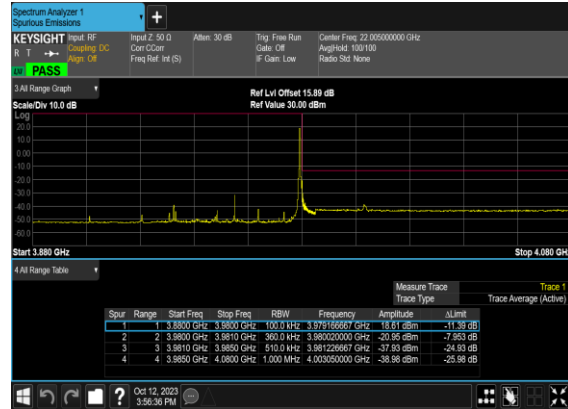 Spectrum Analyzer 1
Spurious Emissions
+
KEYSIGHT Input: RF Input Z: 50 Ω Atten: 30 dB Trig: Free Run Center Freq: 22.005000000 GHz
R T Coupling: DC Corr CCorr Gate: Off Avg|Hold: 100/100
Align: Off Freq Ref: Int (S) IF Gain: Low Radio Std: None
PASS
3 All Range Graph Ref Lvl Offset 15.89 dB
Scale/Div 10.0 dB Ref Value 30.00 dBm
Log
20.0
10.0
0.00
-10.0
-20.0
-30.0
-40.0
-50.0
-60.0
Start 3.880 GHz Stop 4.080 GH
4 All Range Table
Measure Trace Trace 1
Trace Type Trace Average (Active)
Spur Range Start Freq Stop Freq RBW Frequency Amplitude ΔLimit
1 1 3.8800 GHz 3.9800 GHz 100.0 kHz 3.979166667 GHz 18.61 dBm -11.39 dB
2 2 3.9800 GHz 3.9810 GHz 360.0 kHz 3.980020000 GHz -20.95 dBm -7.953 dB
3 3 3.9810 GHz 3.9850 GHz 510.0 kHz 3.981226667 GHz -37.93 dBm -24.93 dB
4 4 3.9850 GHz 4.0800 GHz 1.000 MHz 4.003050000 GHz -38.98 dBm -25.98 dB
? Oct 12, 2023
3:56:36 PM